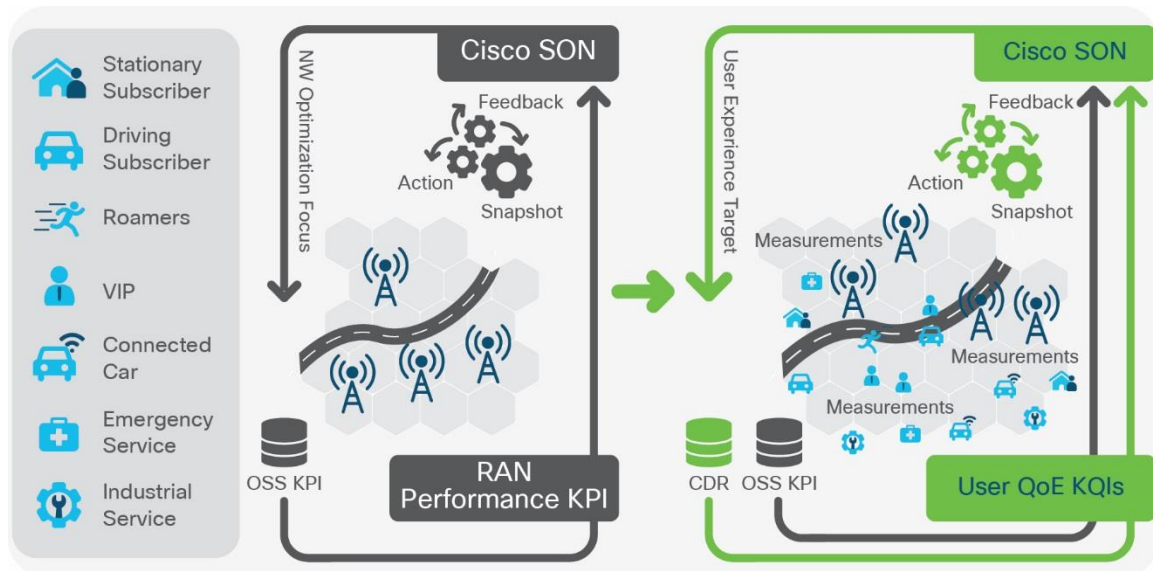 Stationary
Subscriber
Driving
Subscriber
Roamers
VIP
Connected
Car
Emergency
Service
Industrial
Service
Cisco SON
NW Optimization Focus
Feedback
Action
Snapshot
OSS KPI
RAN
Performance KPI
Cisco SON
User Experience Target
Feedback
Action
Snapshot
Measurements
Measurements
Measurements
CDR
OSS KPI
User QoE KQIs